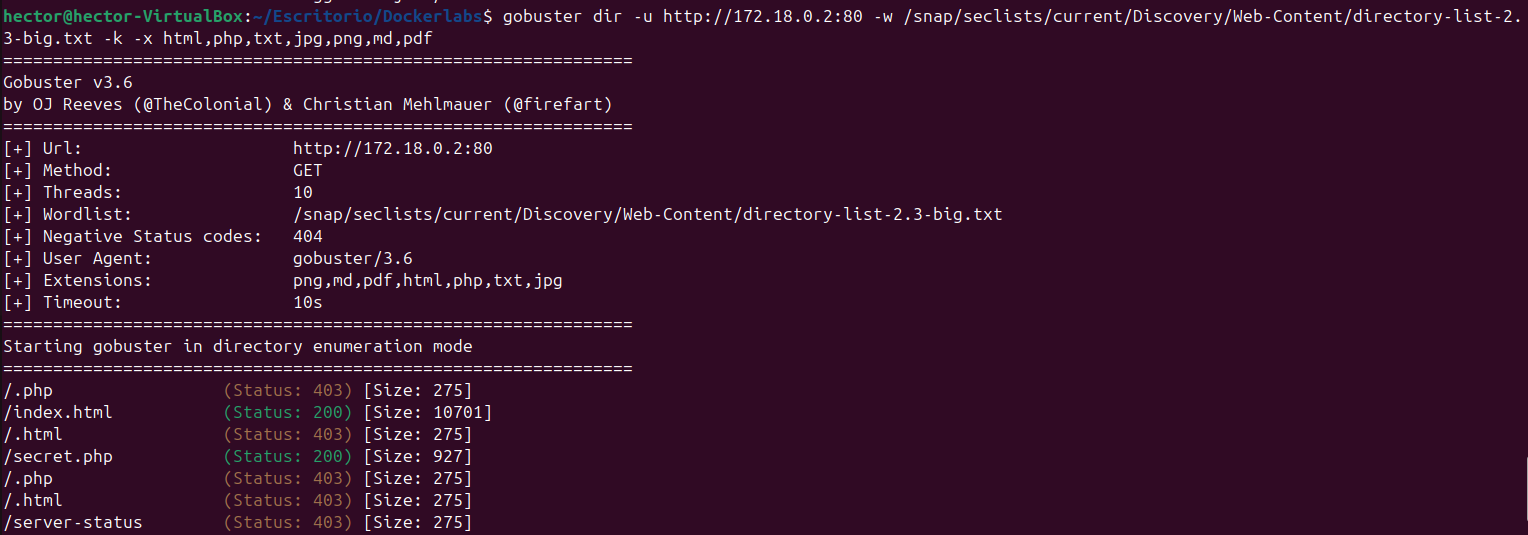 hector@hector-VirtualBox:~/Escritorio/Dockerlabs$ gobuster dir -u http://172.18.0.2:80 -w /snap/seclists/current/Discovery/Web-Content/directory-list-2.
3-big.txt -k -x html,php,txt,jpg,png,md,pdf
===============================================================
Gobuster v3.6
by OJ Reeves (@TheColonial) & Christian Mehlmauer (@firefart)
===============================================================
[+] Url:                     http://172.18.0.2:80
[+] Method:                  GET
[+] Threads:                 10
[+] Wordlist:                /snap/seclists/current/Discovery/Web-Content/directory-list-2.3-big.txt
[+] Negative Status codes:   404
[+] User Agent:              gobuster/3.6
[+] Extensions:              png,md,pdf,html,php,txt,jpg
[+] Timeout:                 10s
===============================================================
Starting gobuster in directory enumeration mode
===============================================================
/.php                 (Status: 403) [Size: 275]
/index.html           (Status: 200) [Size: 10701]
/.html                (Status: 403) [Size: 275]
/secret.php           (Status: 200) [Size: 927]
/.php                 (Status: 403) [Size: 275]
/.html                (Status: 403) [Size: 275]
/server-status        (Status: 403) [Size: 275]